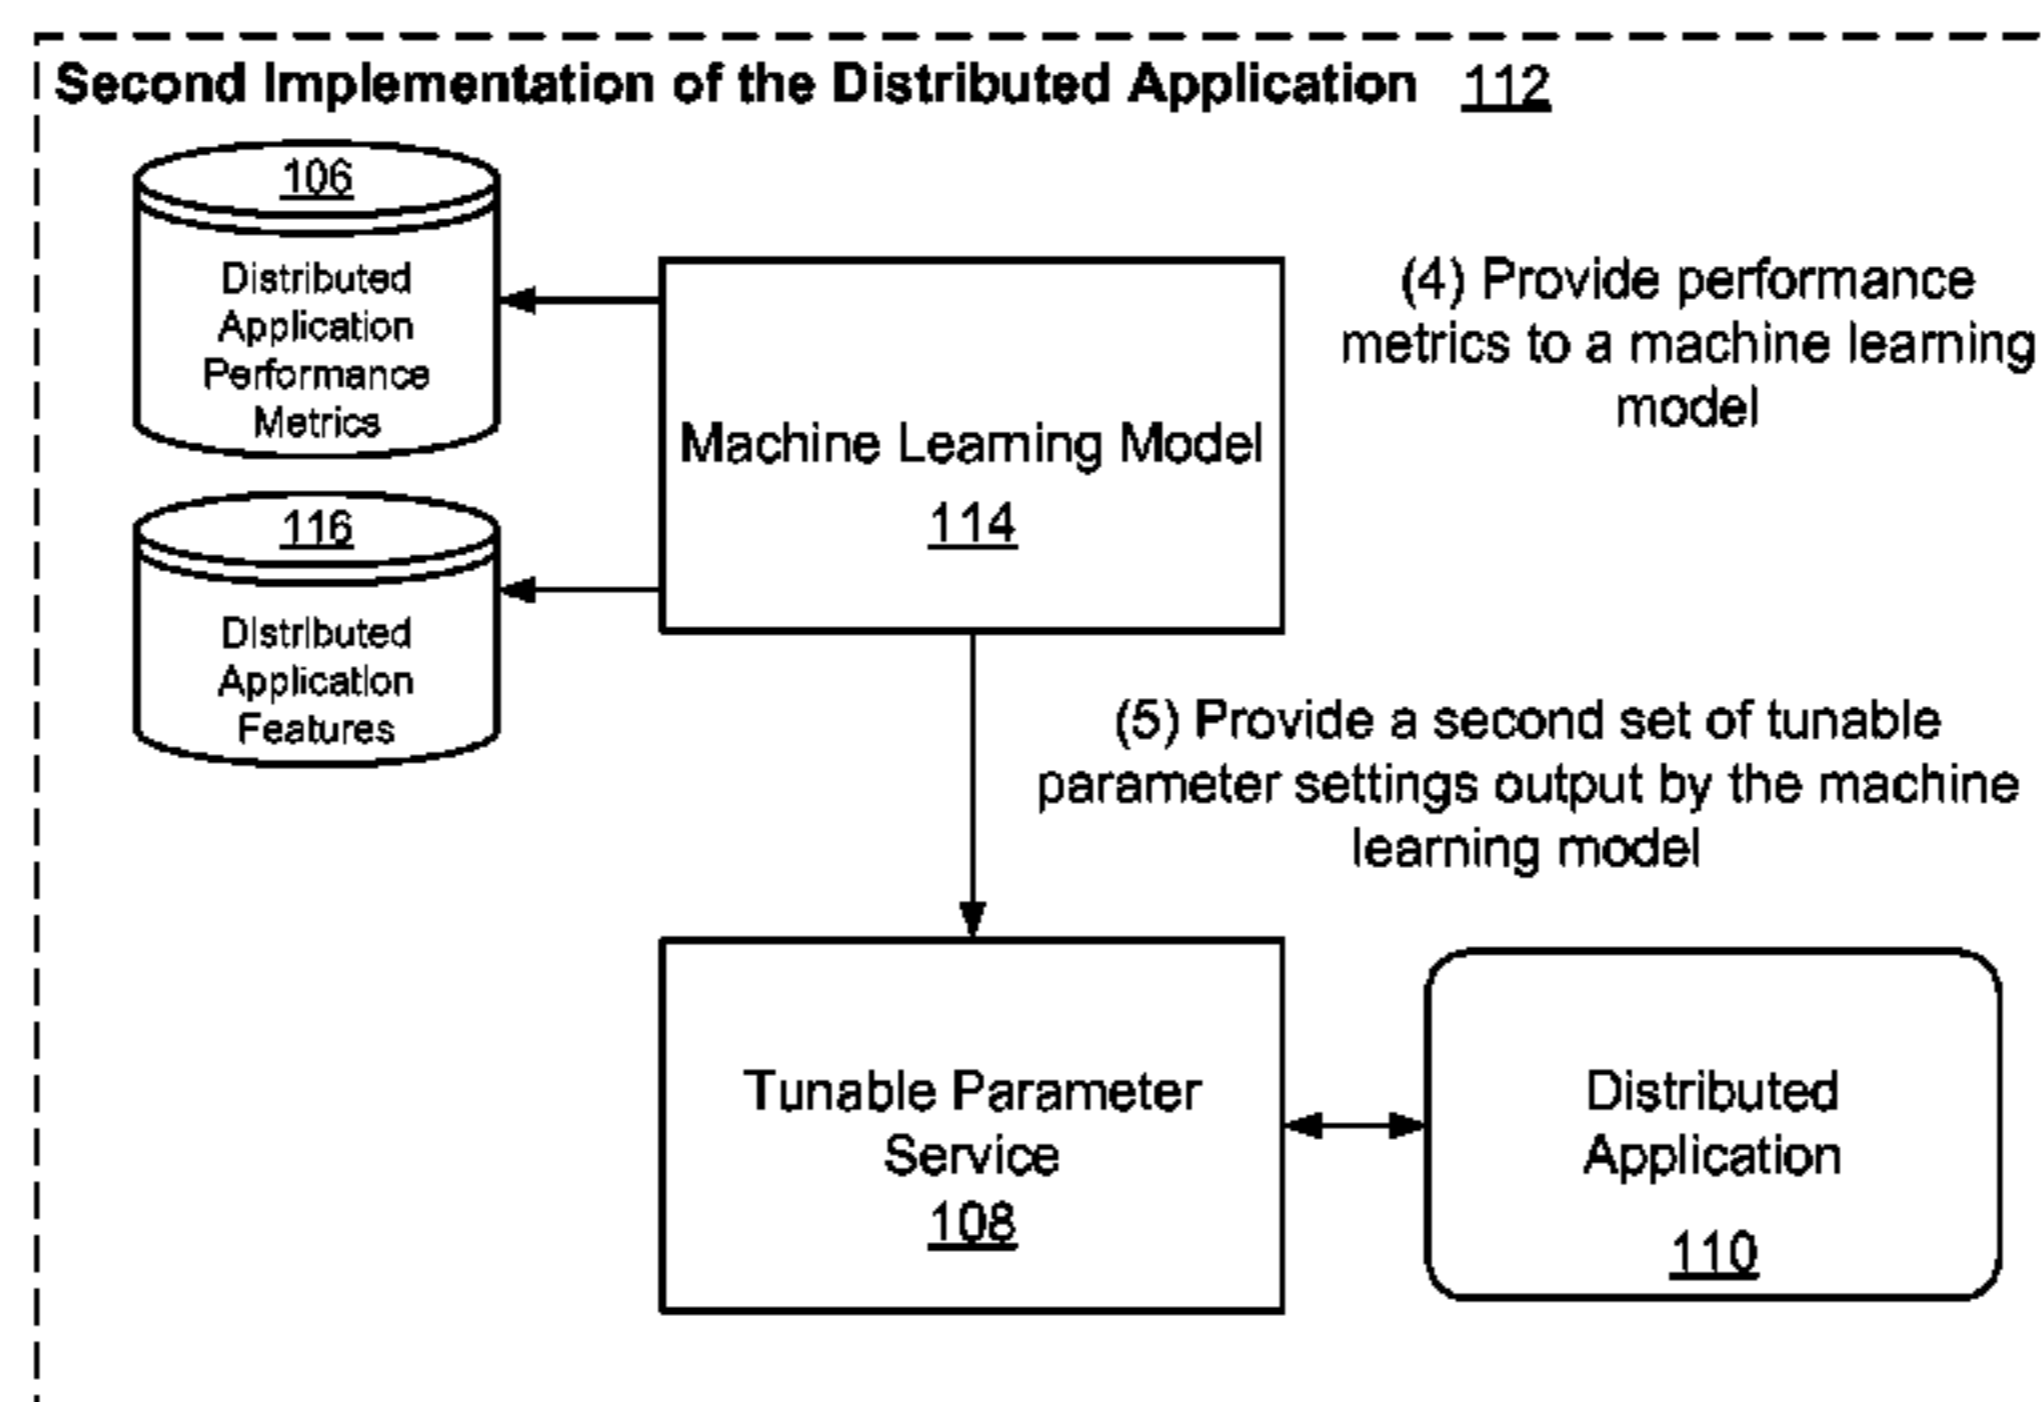 Second Implementation of the Distributed Application 112
106
Distributed
Application
Performance
Metrics
116
Distributed
Application
Features
Machine Learning Model
114
(4) Provide performance
metrics to a machine learning
model
(5) Provide a second set of tunable
parameter settings output by the machine
learning model
Tunable Parameter
Service
108
Distributed
Application
110